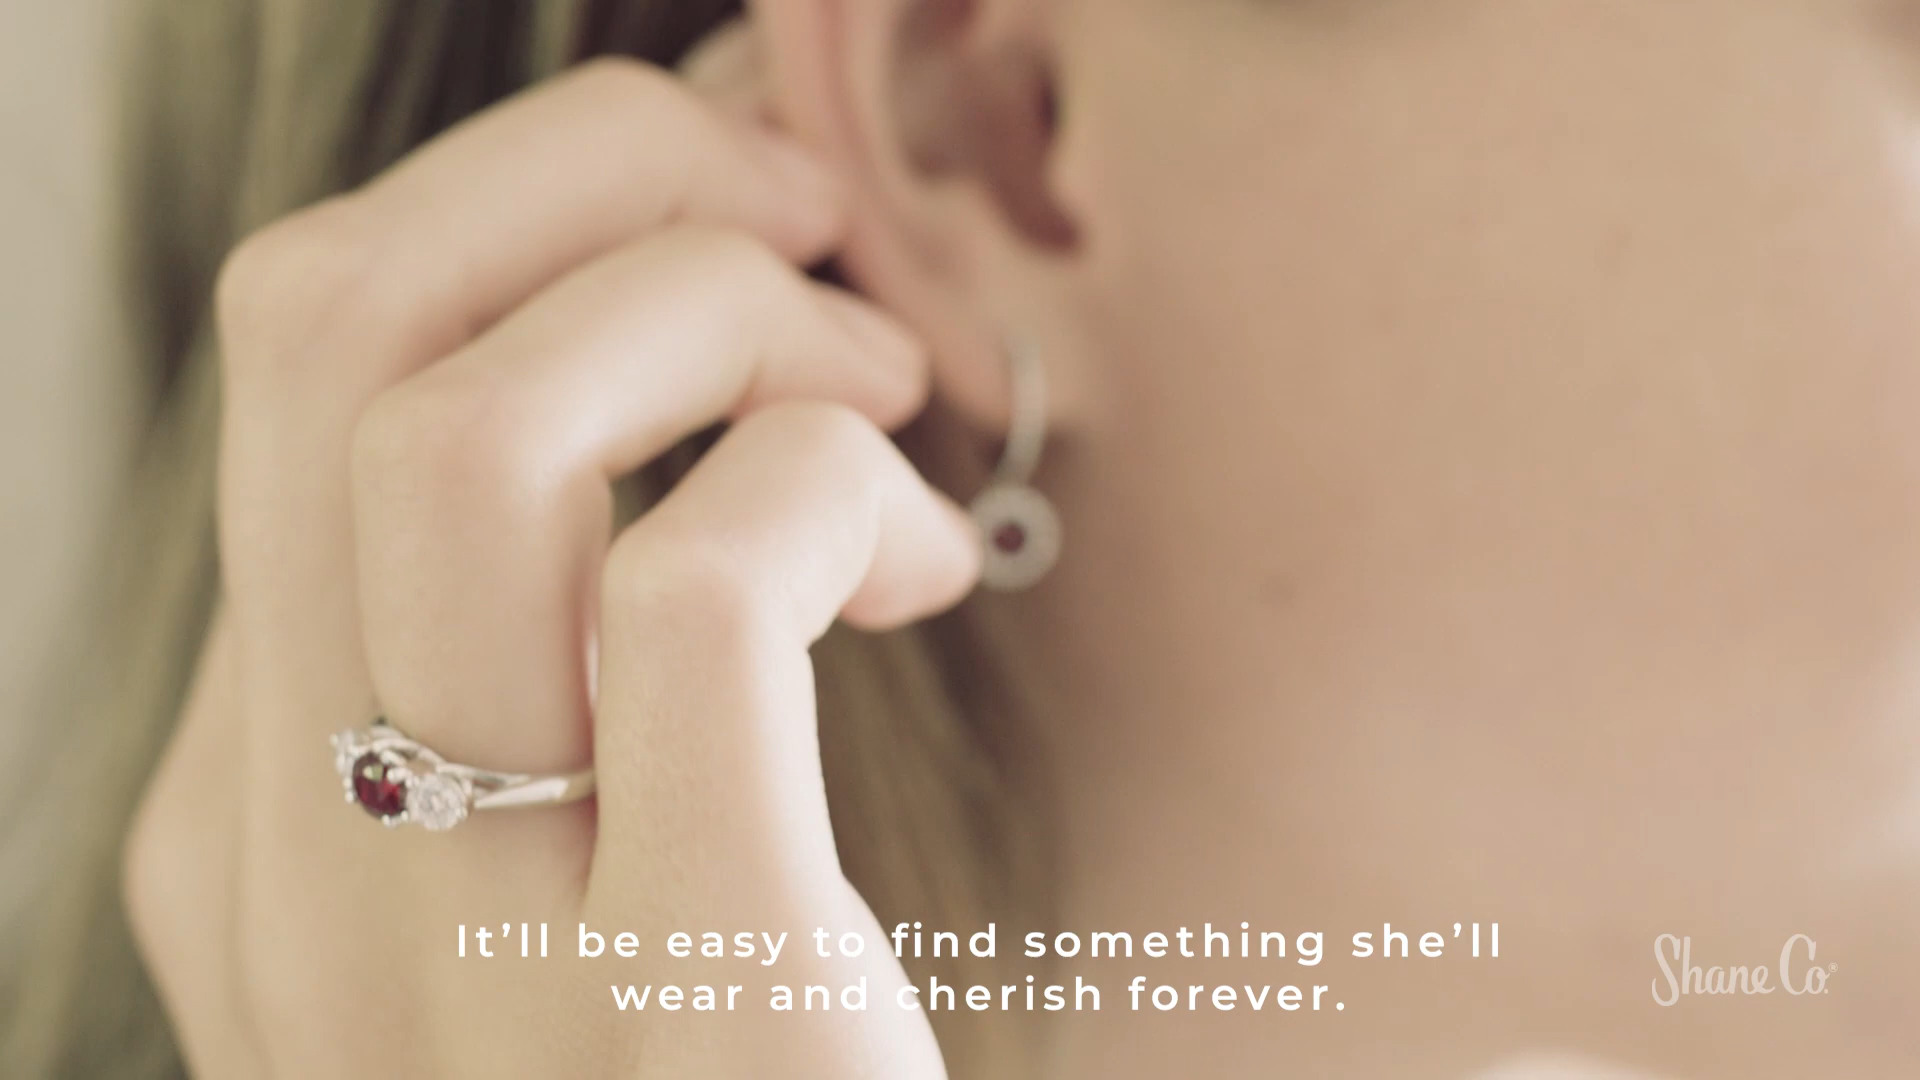 It’ll be easy to find something she’ll
wear and cherish forever.
Shane Co.®